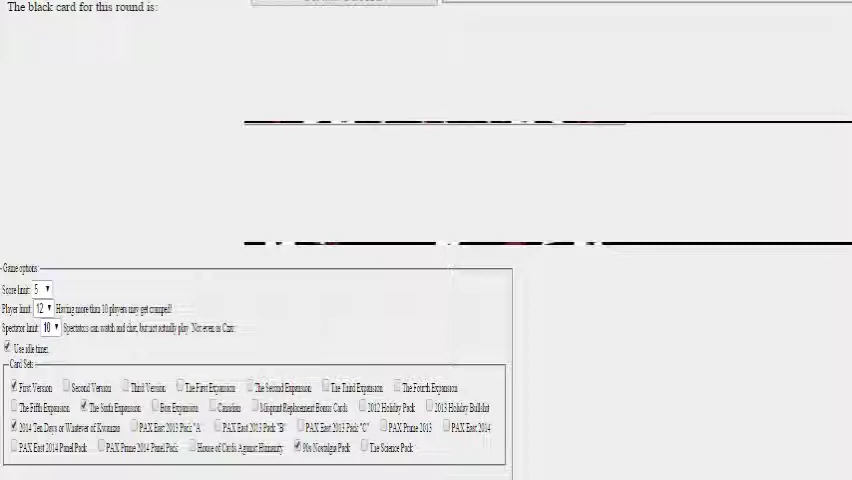 The black card for this round is:
Game options:
Score limit: 5
Player limit: 12 Having more than 10 players may get cramped!
Spectator limit: 10 Spectators can watch and chat, but not actually play. Not even as Czar.
Use idle timer.
Card Sets
First Version Second Version Third Version The First Expansion The Second Expansion The Third Expansion The Fourth Expansion
The Fifth Expansion The Sixth Expansion Box Expansion Canadian Misprint Replacement Bonus Cards 2012 Holiday Pack 2013 Holiday Bullshit
2014 Ten Days or Whatever of Kwanzaa PAX East 2013 Pack "A" PAX East 2013 Pack "B" PAX East 2013 Pack "C" PAX Prime 2013 PAX East 2014
PAX East 2014 Panel Pack PAX Prime 2014 Panel Pack House of Cards Against Humanity 90s Nostalgia Pack The Science Pack